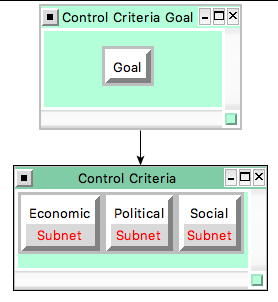 Control Criteria Goal
Goal
Control Criteria
Economic Political Social
Subnet Subnet Subnet